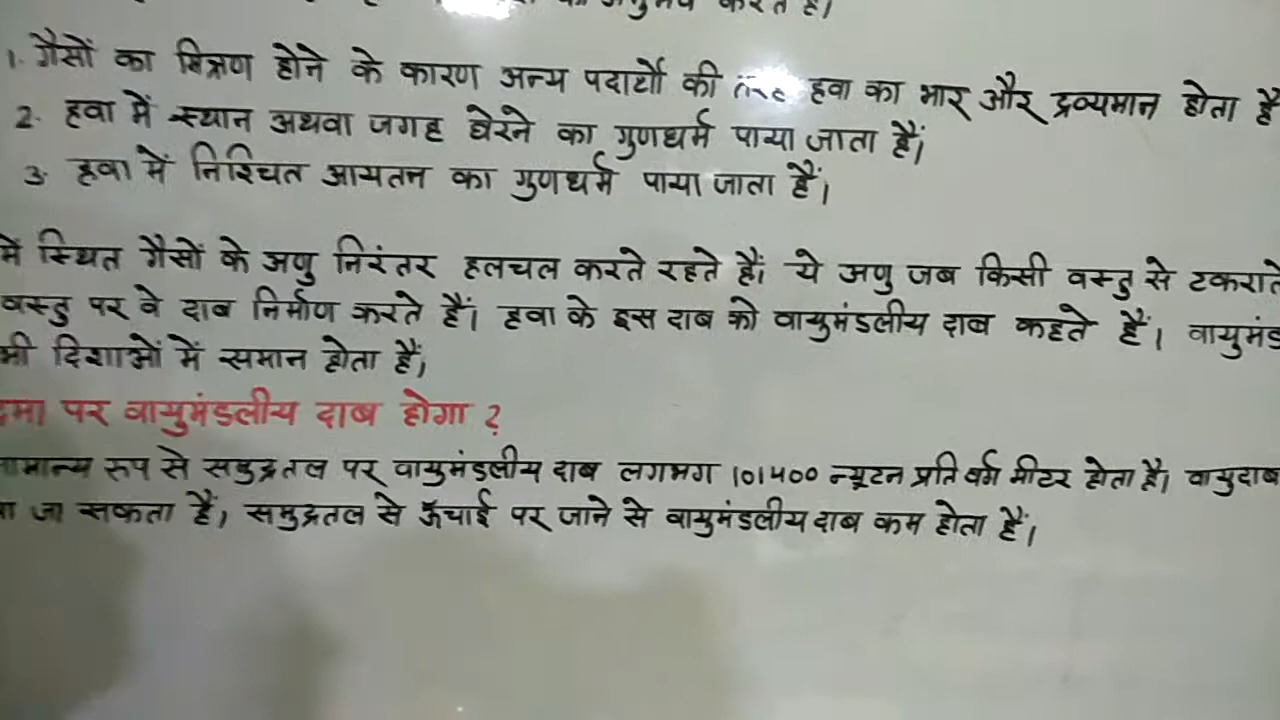 करते है।
1. गैसों का मिश्रण होने के कारण अन्य पदार्थो की तरह हवा का भार और द्रव्यमान होता है
2. हवा में स्थान अथवा जगह घेरने का गुणधर्म पाया जाता हैं।
3. हवा में निश्चित आयतन का गुणधर्म पाया जाता हैं।
में स्थित गैसों के अणु निरंतर हलचल करते रहते हैं। ये अणु जब किसी वस्तु से टकराते
वस्तु पर वे दाब निर्माण करते हैं। हवा के इस दाब को वायुमंडलीय दाब कहते हैं। वायुमंड
भी दिशाओं में समान होता हैं,
पर वायुमंडलीय दाब होगा ?
सामान्य रुप से समुद्रतल पर वायुमंडलीय दाब लगभग 101400 न्यूटन प्रति वर्ग मीटर होता है। वायुदाब
जा सकता हैं, समुद्रतल से ऊंचाई पर जाने से वायुमंडलीय दाब कम होता हैं।